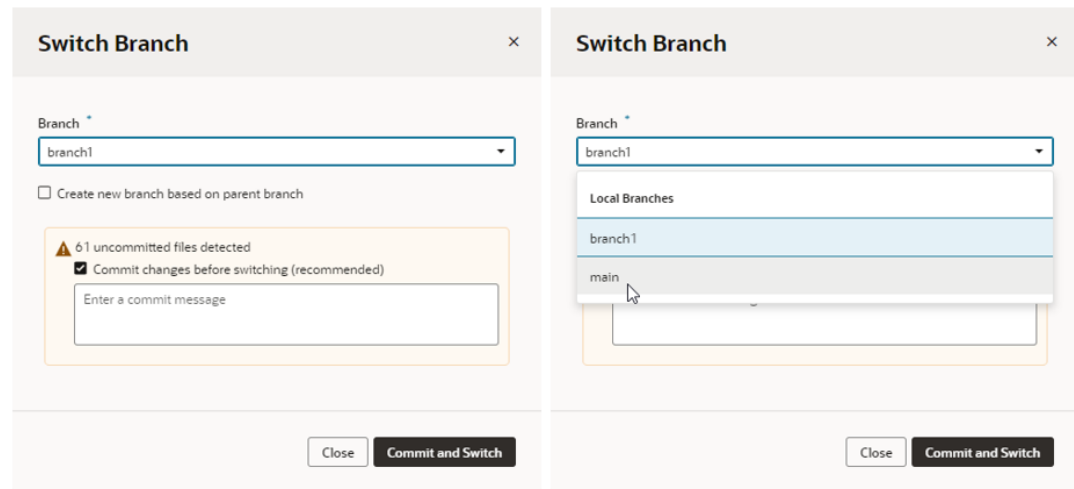 Switch Branch ×
Branch *
branch1
Create new branch based on parent branch
61 uncommitted files detected
Commit changes before switching (recommended)
Enter a commit message
Close
Commit and Switch
Switch Branch ×
Branch *
branch1
Local Branches
branch1
main
Close
Commit and Switch